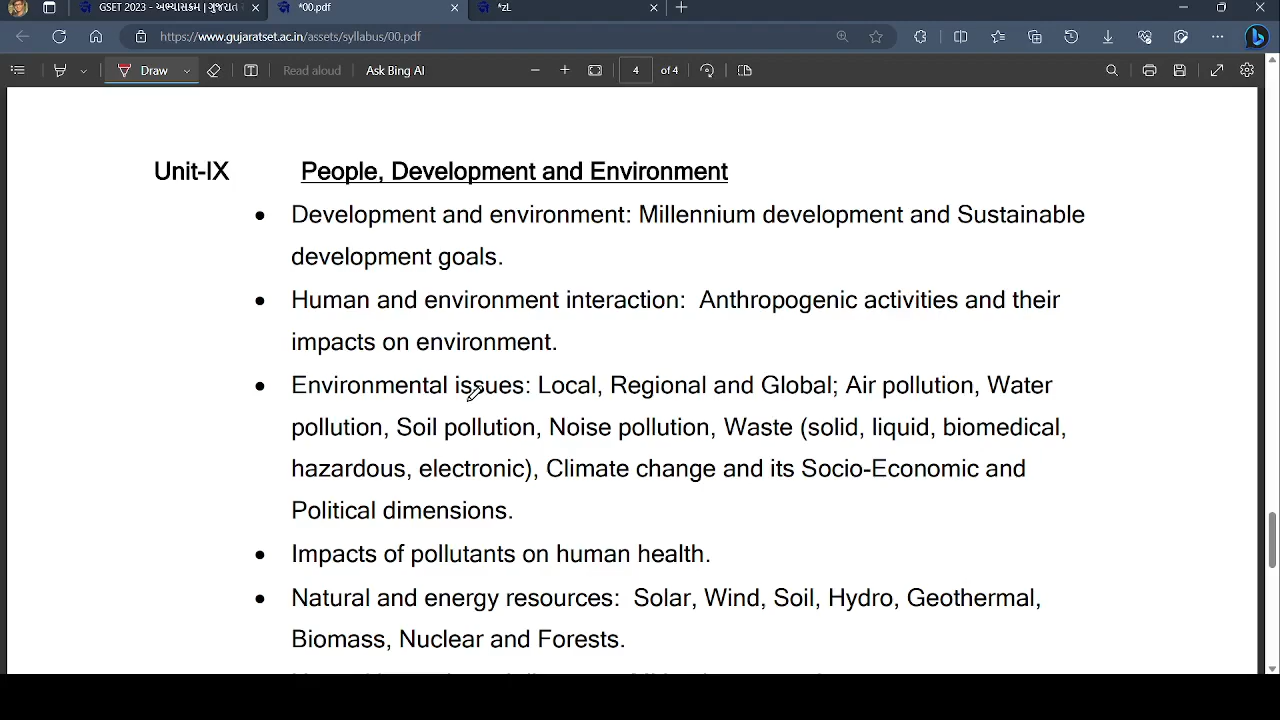 GSET 2023 - અભ્યાસક્રમ | ગુજરાત
*00.pdf
*zL
https://www.gujaratset.ac.in/assets/syllabus/00.pdf
Draw
Read aloud
Ask Bing AI
4
of 4
Unit-IX People, Development and Environment
• Development and environment: Millennium development and Sustainable
development goals.
• Human and environment interaction: Anthropogenic activities and their
impacts on environment.
• Environmental issues: Local, Regional and Global; Air pollution, Water
pollution, Soil pollution, Noise pollution, Waste (solid, liquid, biomedical,
hazardous, electronic), Climate change and its Socio-Economic and
Political dimensions.
• Impacts of pollutants on human health.
• Natural and energy resources: Solar, Wind, Soil, Hydro, Geothermal,
Biomass, Nuclear and Forests.